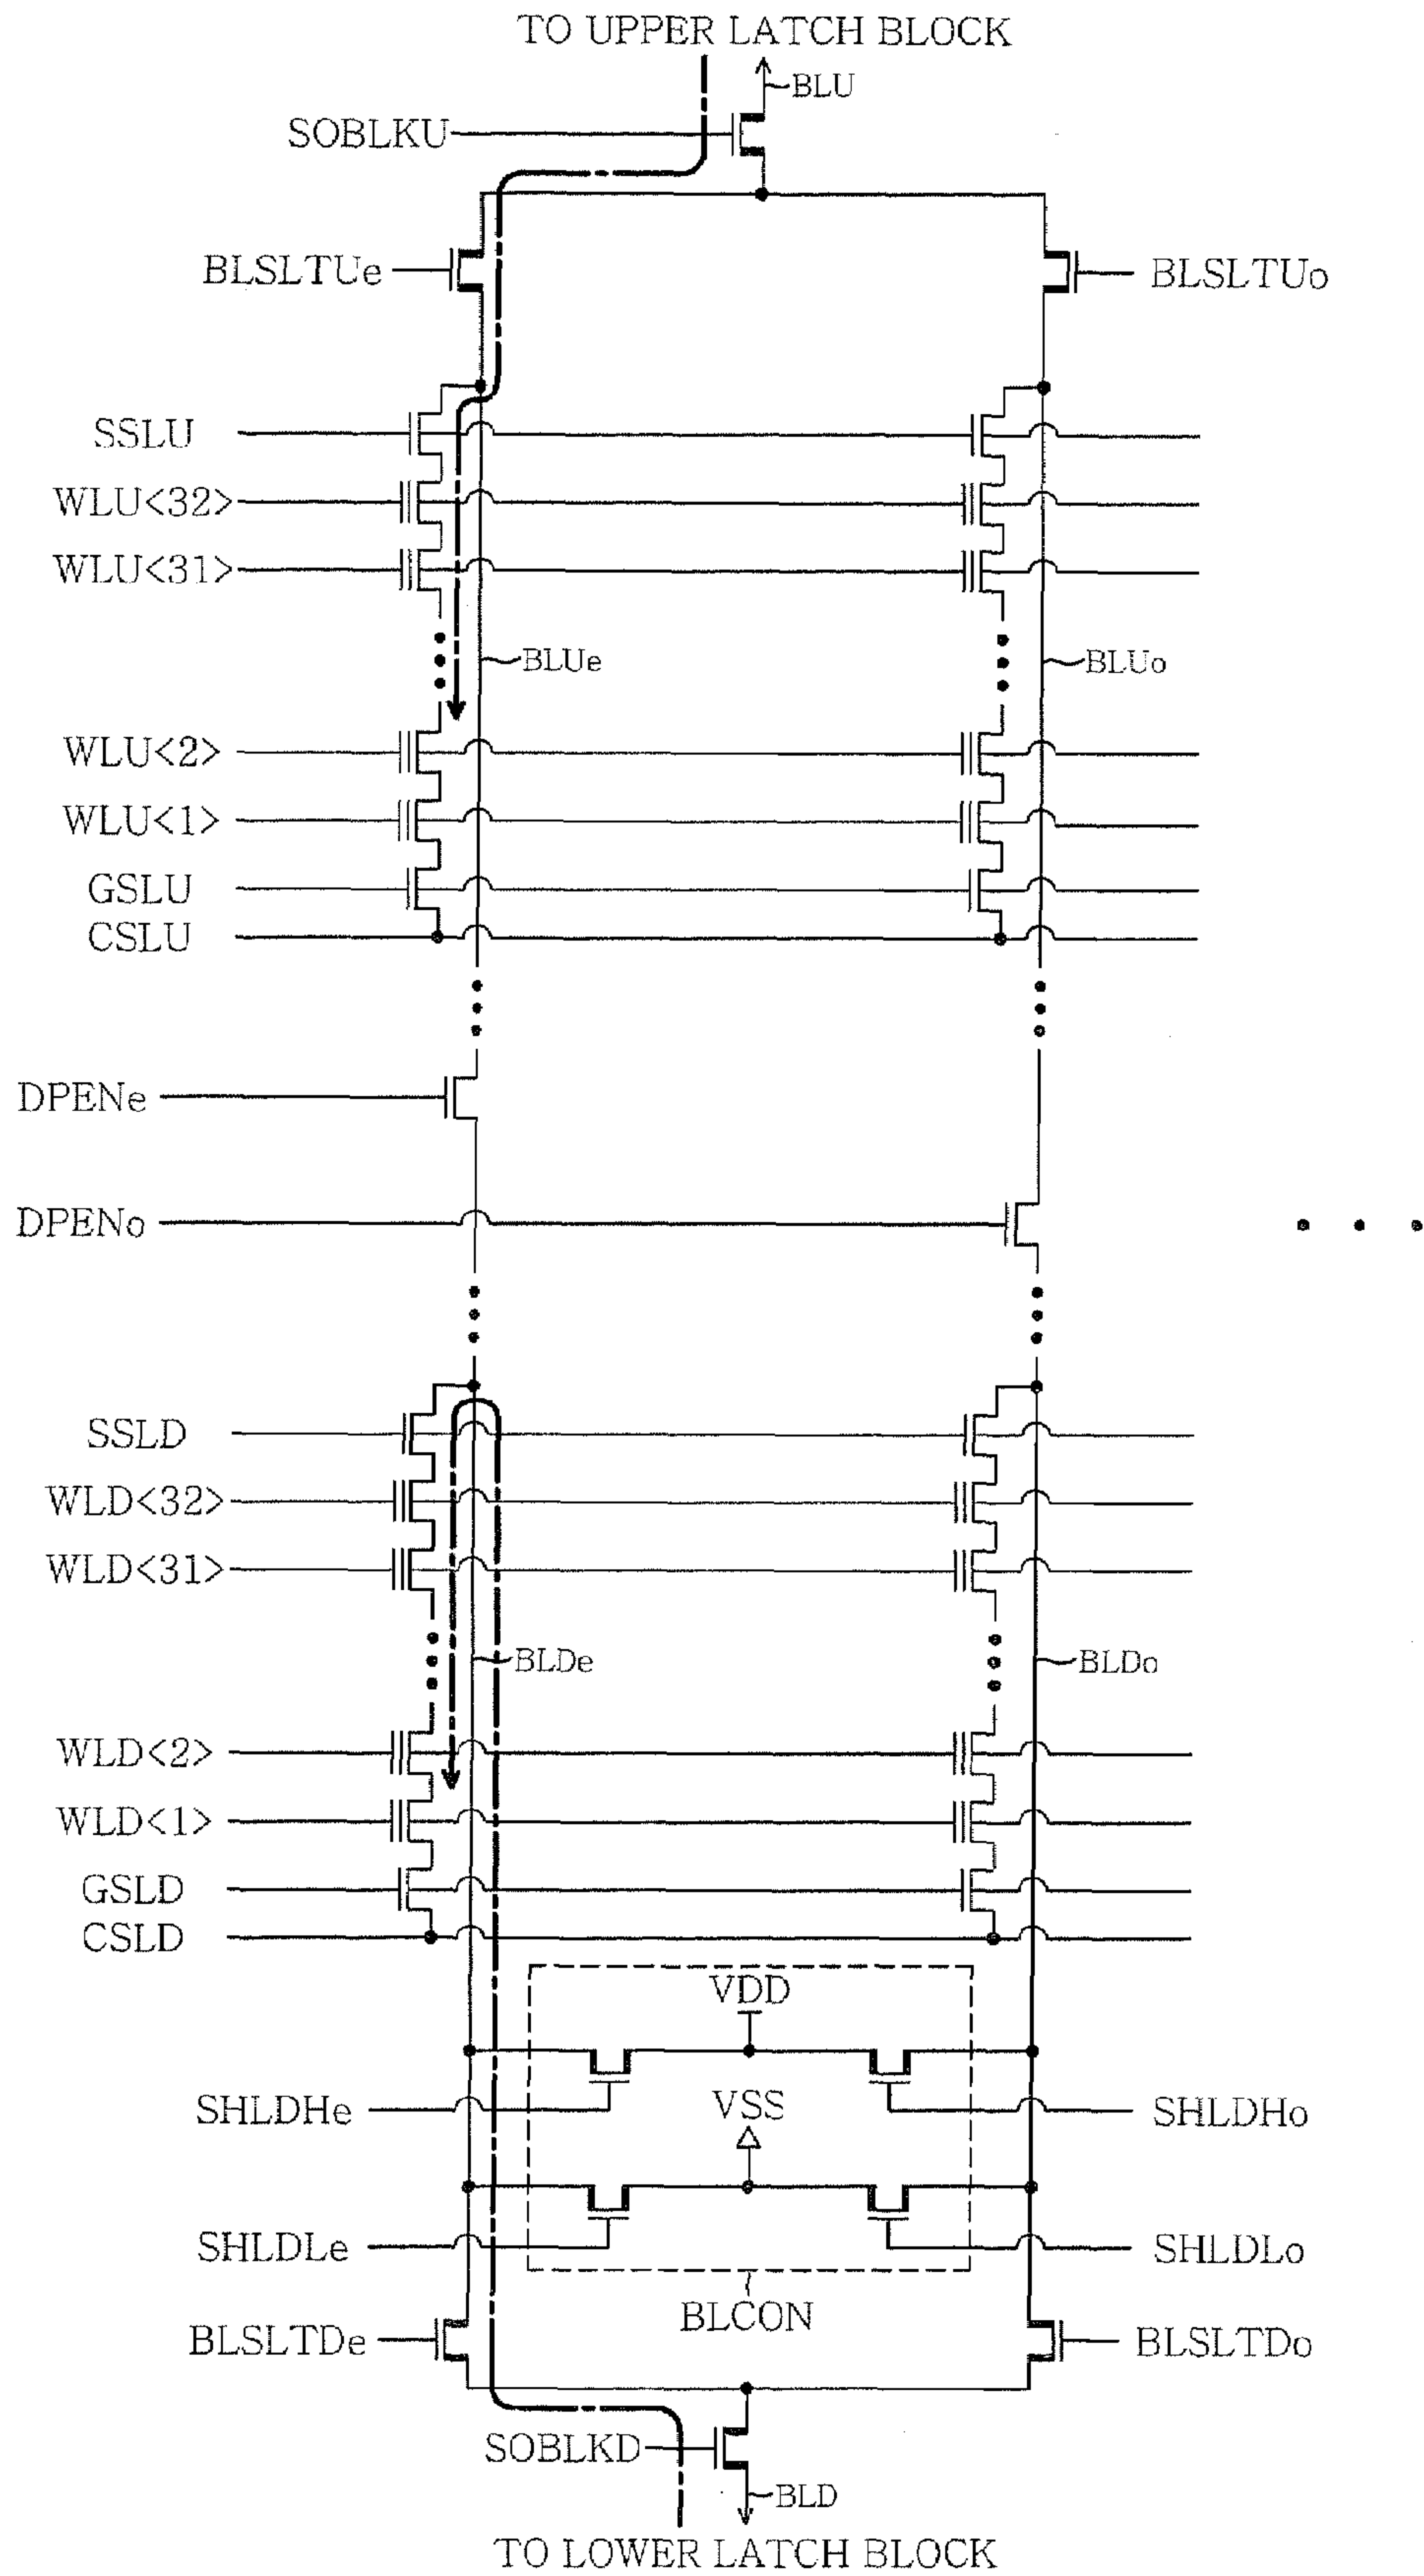 TO UPPER LATCH BLOCK
BLU
SOBLKU
BLSLTUe
BLSLTUo
SSLU
WLU<32>
WLU<31>
BLUe
BLUo
WLU<2>
WLU<1>
GSLU
CSLU
DPENe
DPENo
SSLD
WLD<32>
WLD<31>
BLDe
BLDo
WLD<2>
WLD<1>
GSLD
CSLD
VDD
SHLDHe
VSS
SHLDHo
SHLDLe
SHLDLo
BLCON
BLSLTDe
BLSLTDo
SOBLKD
BLD
TO LOWER LATCH BLOCK